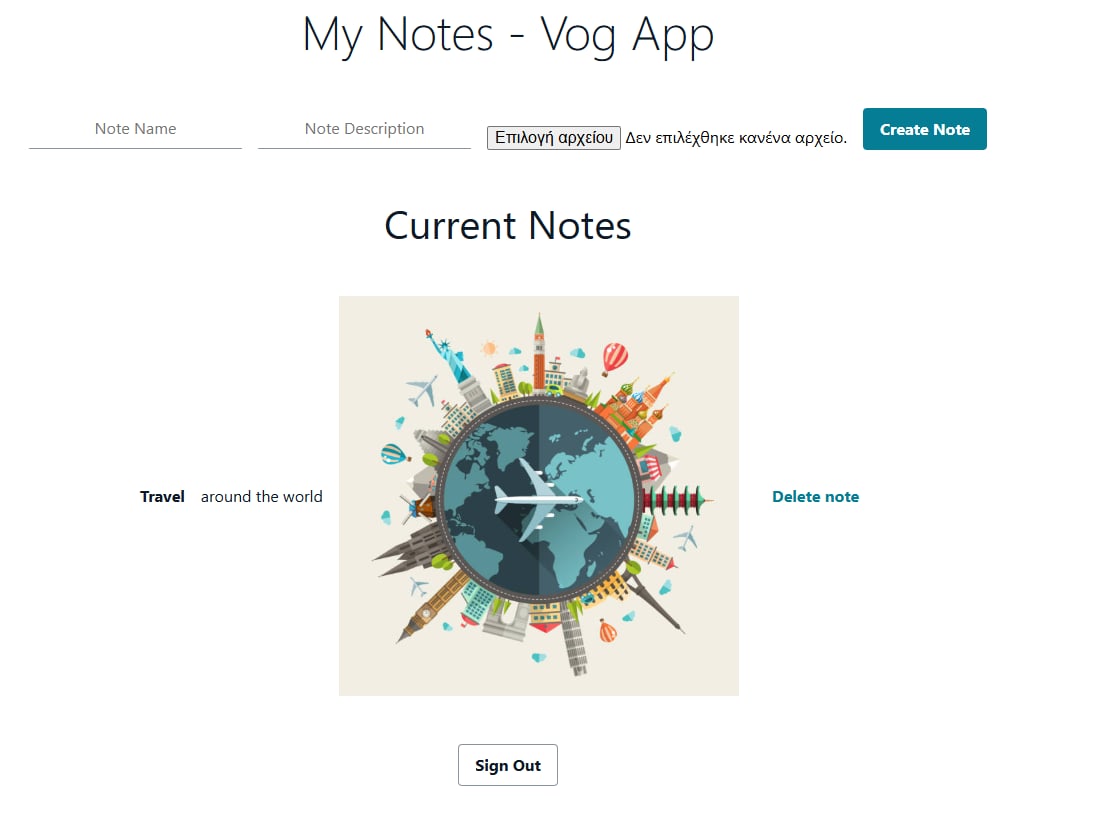 My Notes - Vog App
Note Name
Note Description
Επιλογή αρχείου Δεν επιλέχθηκε κανένα αρχείο.
Create Note
Current Notes
Travel around the world
Delete note
Sign Out